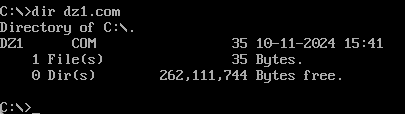 C:\>dir dz1.com
Directory of C:\.
DZ1      COM                35 10-11-2024 15:41
    1 File(s)               35 Bytes.
    0 Dir(s)       262,111,744 Bytes free.
C:\>_